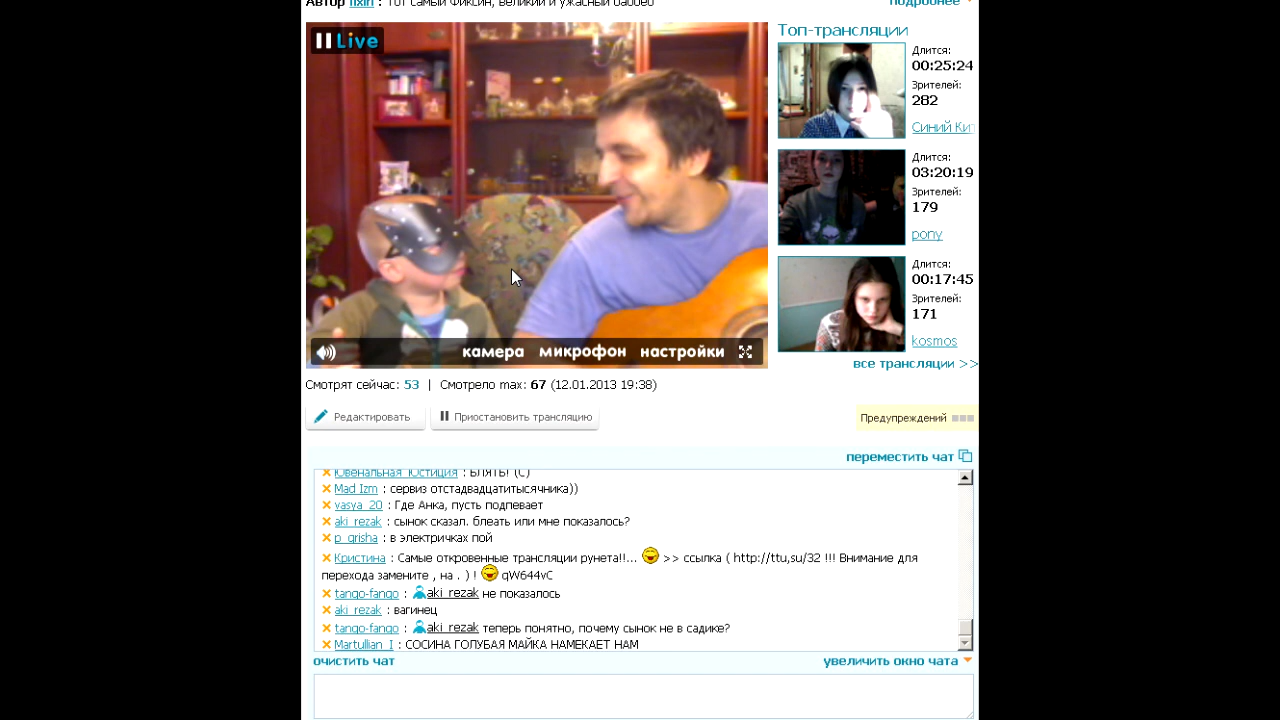 Автор fixin : Тот самый Фиксин, великий и ужасный
подробнее
Live
камера микрофон настройки
Топ-трансляции
Длится:
00:25:24
Зрителей:
282
Синий Ки
Длится:
03:20:19
Зрителей:
179
pony
Длится:
00:17:45
Зрителей:
171
kosmos
все трансляции >>
Смотрят сейчас: 53 | Смотрело max: 67 (12.01.2013 19:38)
Редактировать
Приостановить трансляцию
Предупреждений
переместить чат
Ювенальная_Юстиция : БЛЯТЬ! (С)
Mad_Izm : сервиз отстадвадцатитысячника))
vasya_20 : Где Анка, пусть подпевает
aki_rezak : сынок сказал. блеать или мне показалось?
p_grisha : в электричках пой
Кристина : Самые откровенные трансляции рунета!!... >> ссылка ( http://ttu,su/32 !!! Внимание для
перехода замените , на . ) ! qW644vC
tango-fango : aki_rezak не показалось
aki_rezak : вагинец
tango-fango : aki_rezak теперь понятно, почему сынок не в садике?
Martullian_I : СОСИНА ГОЛУБАЯ МАЙКА НАМЕКАЕТ НАМ
очистить чат
увеличить окно чата